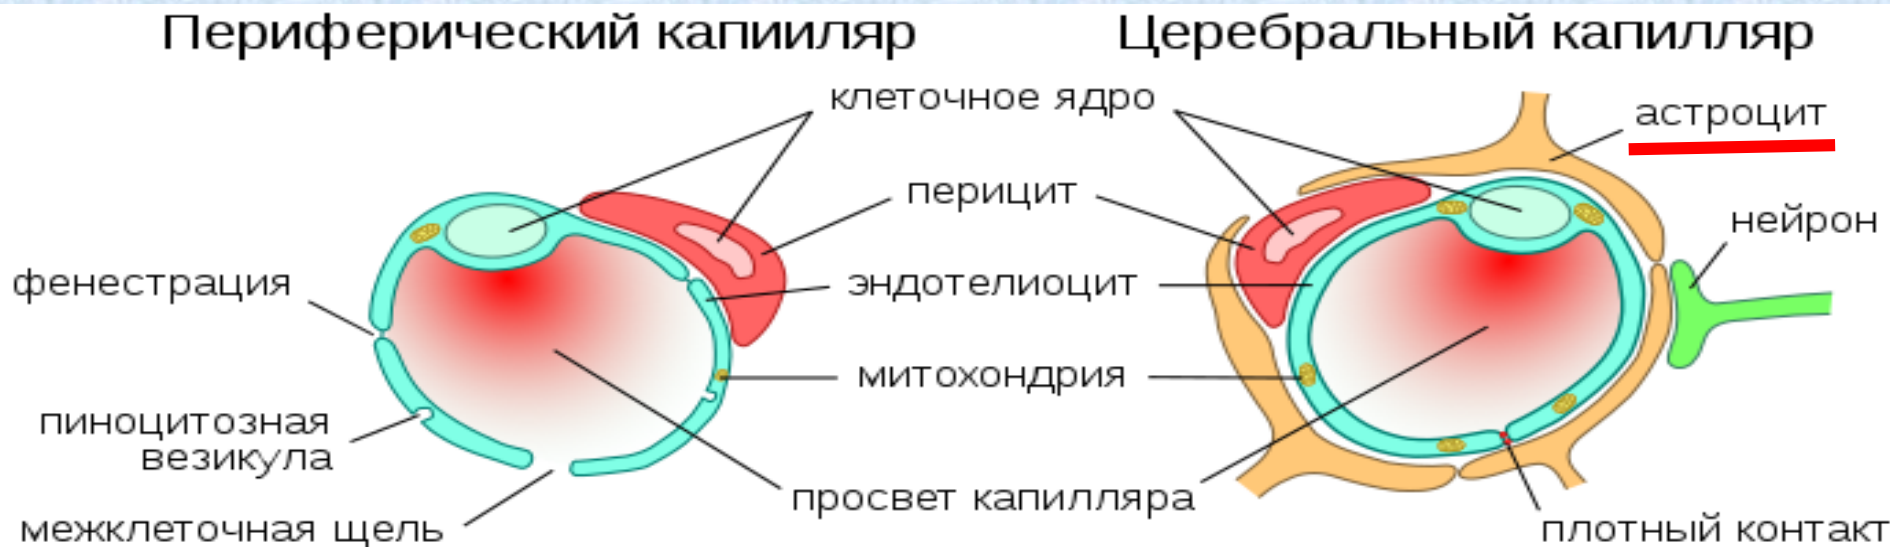 Периферический капииляр
Церебральный капилляр
клеточное ядро
астроцит
перицит
нейрон
фенестрация
эндотелиоцит
митохондрия
пиноцитозная
везикула
просвет капилляра
межклеточная щель
плотный контакт